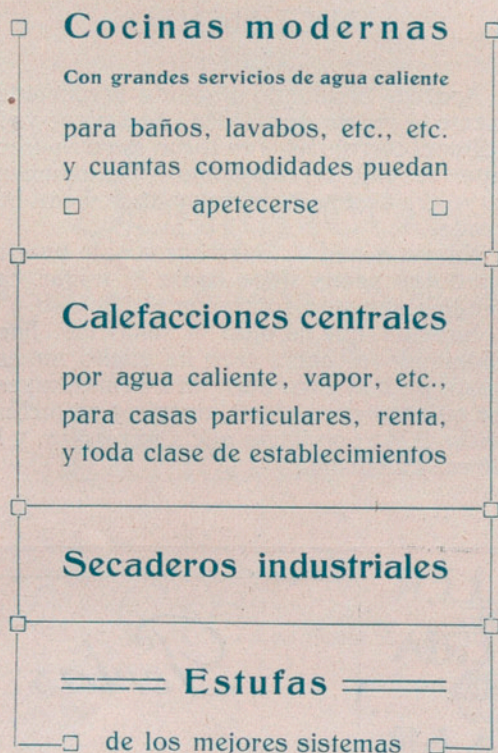 Cocinas modernas
Con grandes servicios de agua caliente
para baños, lavabos, etc., etc.
y cuantas comodidades puedan
apetecerse
Calefacciones centrales
por agua caliente, vapor, etc.,
para casas particulares, renta,
y toda clase de establecimientos
Secaderos industriales
Estufas
de los mejores sistemas